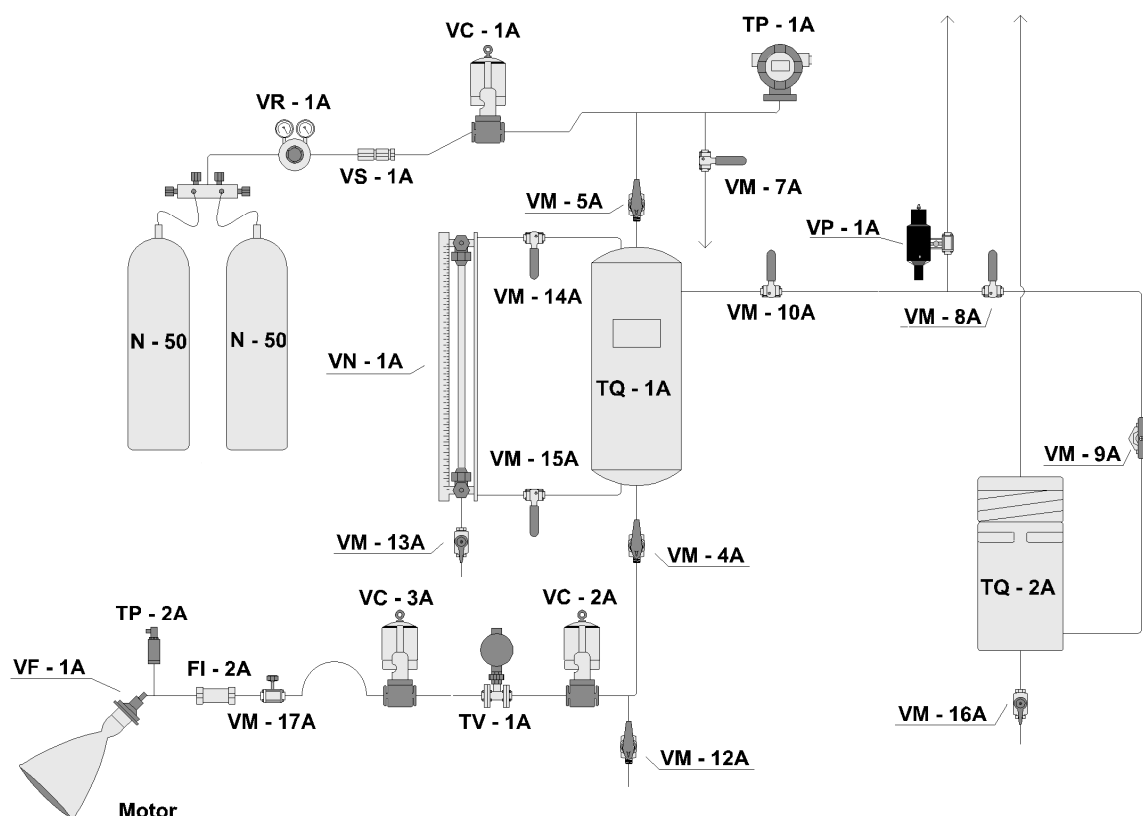 VC - 1A
TP - 1A
VR - 1A
VS - 1A
VM - 7A
VM - 5A
VP - 1A
VM - 14A
VM - 10A
VM - 8A
N - 50
N - 50
VN - 1A
TQ - 1A
VM - 15A
VM - 9A
VM - 13A
VM - 4A
TQ - 2A
VC - 3A
VC - 2A
TP - 2A
VF - 1A
FI - 2A
VM - 17A
TV - 1A
VM - 16A
VM - 12A
Motor